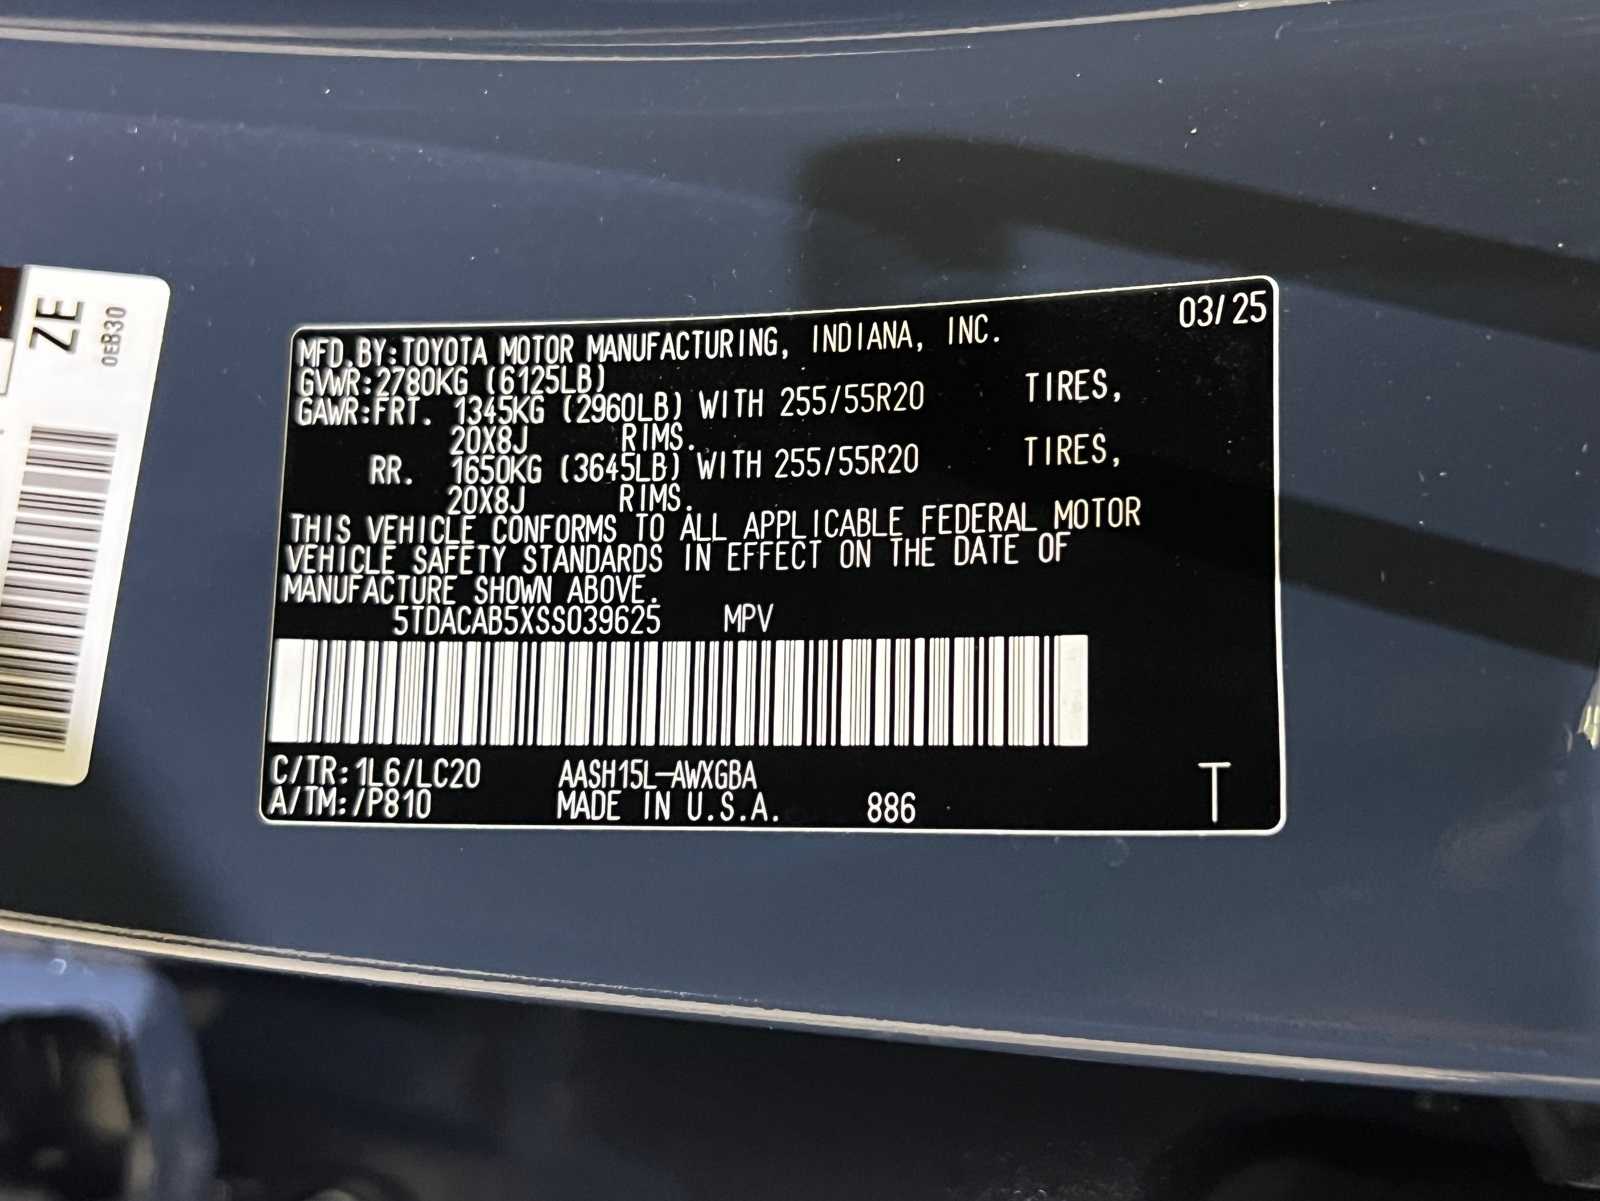 ZE
0EB30
03/25
MFD.BY:TOYOTA MOTOR MANUFACTURING, INDIANA, INC.
GVWR:2780KG (6125LB)
GAWR:FRT. 1345KG (2960LB) WITH 255/55R20 TIRES,
20X8J RIMS.
RR. 1650KG (3645LB) WITH 255/55R20 TIRES,
20X8J RIMS.
THIS VEHICLE CONFORMS TO ALL APPLICABLE FEDERAL MOTOR
VEHICLE SAFETY STANDARDS IN EFFECT ON THE DATE OF
MANUFACTURE SHOWN ABOVE.
5TDACAB5XSS039625 MPV
C/TR:1L6/LC20 AASH15L-AWXGBA
A/TM:/P810 MADE IN U.S.A. 886 T